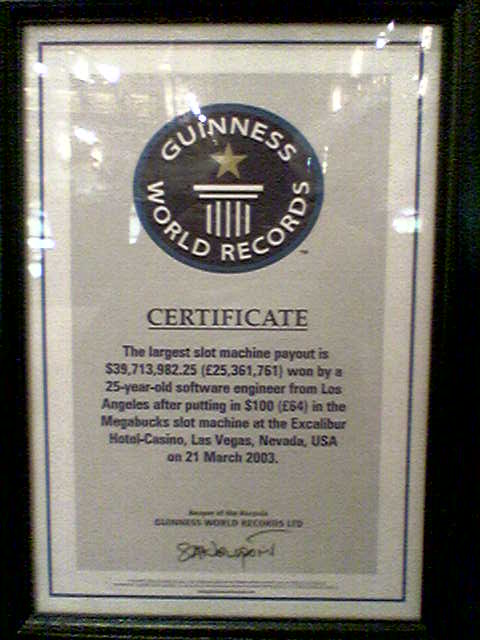 GUINNESS
WORLD RECORDS
CERTIFICATE
The largest slot machine payout is
$39,713,982.25 (£25,361,761) won by a
25-year-old software engineer from Los
Angeles after putting in $100 (£64) in the
Megabucks slot machine at the Excalibur
Hotel-Casino, Las Vegas, Nevada, USA
on 21 March 2003.
Keeper of the Records
GUINNESS WORLD RECORDS LTD